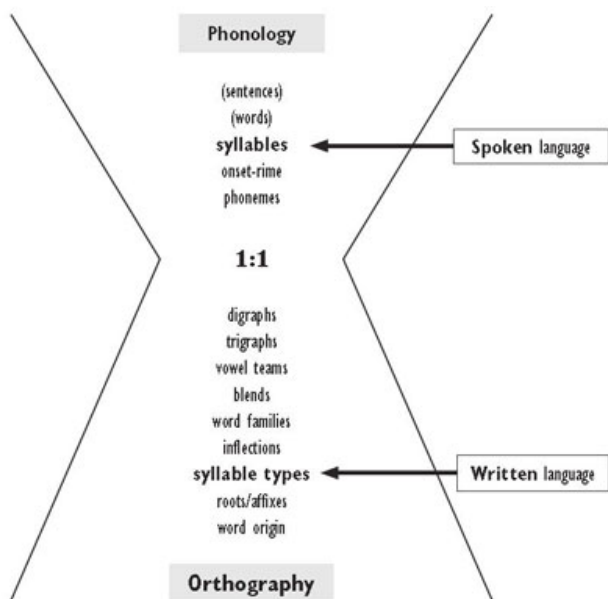 Phonology
(sentences)
(words)
syllables
Spoken language
onset-rime
phonemes
1:1
digraphs
trigraphs
vowel teams
blends
word families
inflections
syllable types
Written language
roots/affixes
word origin
Orthography